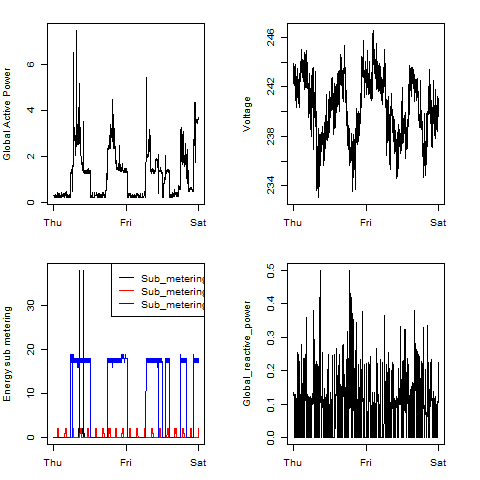 Global Active Power
0 2 4 6
Thu Fri Sat
Voltage
234 238 242 246
Thu Fri Sat
Energy sub metering
0 10 20 30
Sub_metering
Sub_metering
Sub_metering
Thu Fri Sat
Global_reactive_power
0.0 0.1 0.2 0.3 0.4 0.5
Thu Fri Sat